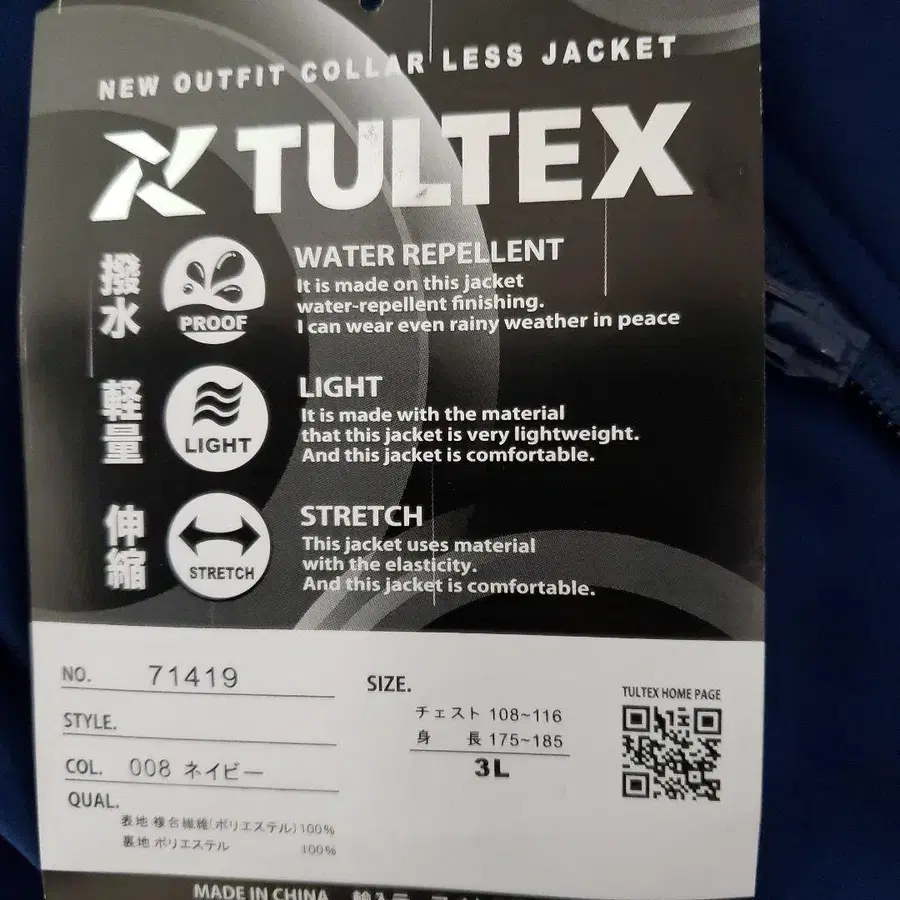 NEW OUTFIT COLLAR LESS JACKET
TULTEX
撥水
PROOF
WATER REPELLENT
It is made on this jacket
water-repellent finishing.
I can wear even rainy weather in peace
軽量
LIGHT
LIGHT
It is made with the material
that this jacket is very lightweight.
And this jacket is comfortable.
伸縮
STRETCH
STRETCH
This jacket uses material
with the elasticity.
And this jacket is comfortable.
NO. 71419
STYLE.
COL. 008 ネイビー
QUAL.
表地 複合繊維(ポリエステル)100%
裏地 ポリエステル 100%
SIZE.
チェスト 108~116
身 長 175~185
3L
TULTEX HOME PAGE
MADE IN CHINA